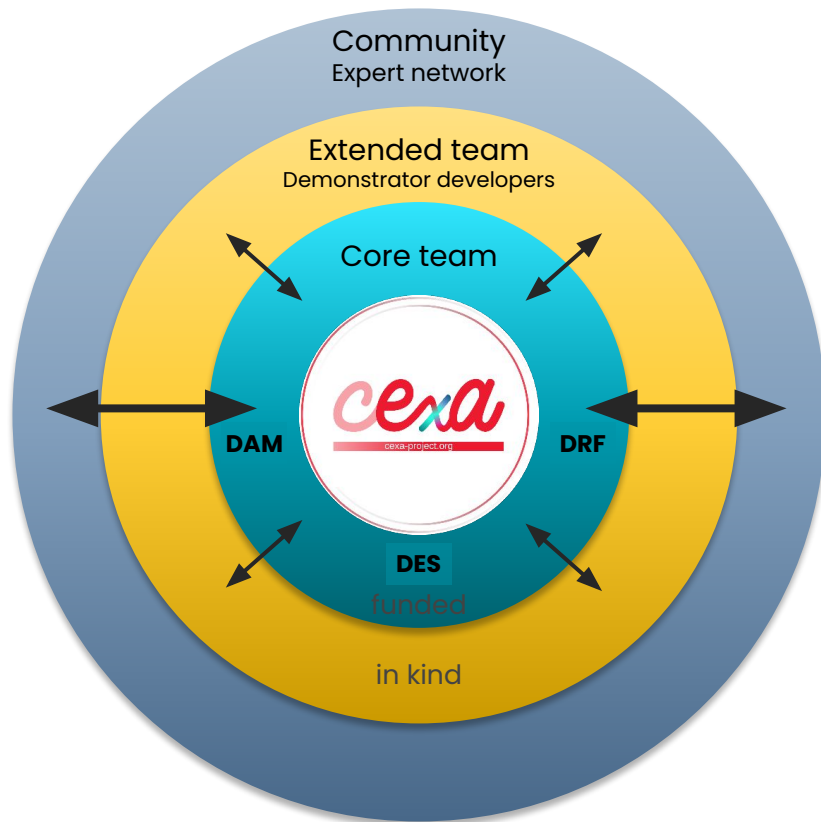 Community
Expert network
Extended team
Demonstrator developers
Core team
cexa
cexa-project.org
DAM
DRF
DES
funded
in kind